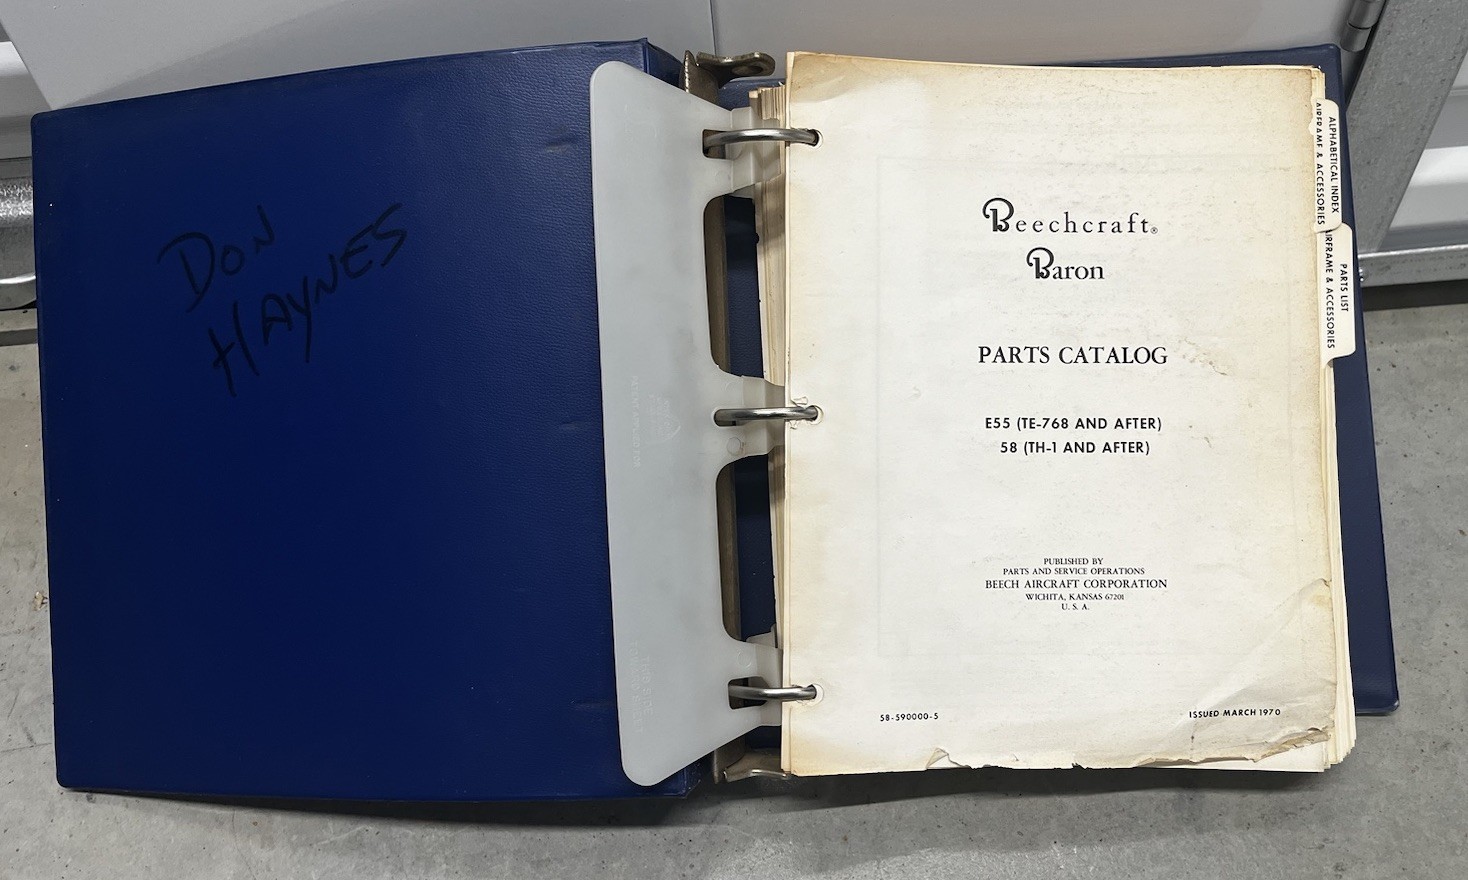 DON
HAYNES
Beechcraft®
Baron
PARTS CATALOG
E55 (TE-768 AND AFTER)
58 (TH-1 AND AFTER)
PUBLISHED BY
PARTS AND SERVICE OPERATIONS
BEECH AIRCRAFT CORPORATION
WICHITA, KANSAS 67201
U. S. A.
58-590000-5
ISSUED MARCH 1970
ALPHABETICAL INDEX
AIRFRAME & ACCESSORIES
PARTS LIST
AIRFRAME & ACCESSORIES